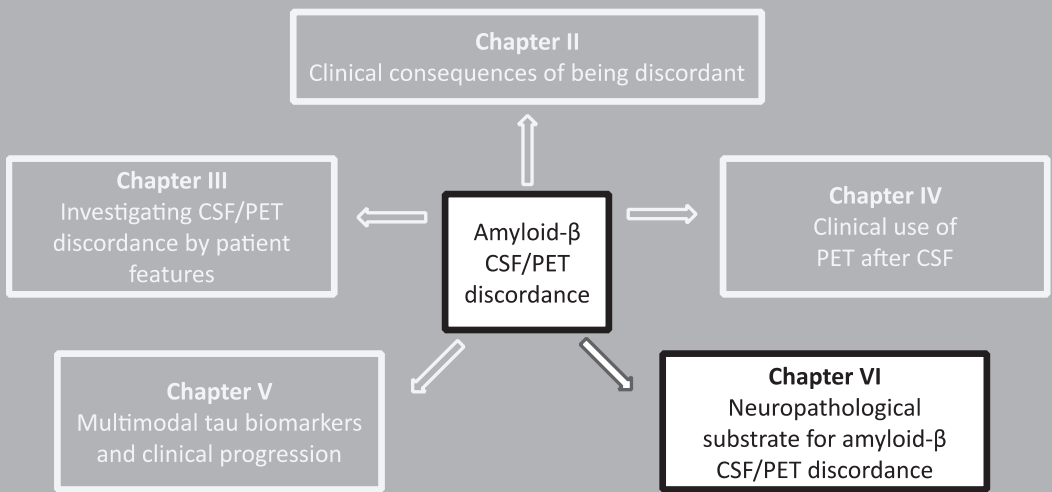 Chapter II
Clinical consequences of being discordant
Chapter III
Investigating CSF/PET
discordance by patient
features
Amyloid-β
CSF/PET
discordance
Chapter IV
Clinical use of
PET after CSF
Chapter V
Multimodal tau biomarkers
and clinical progression
Chapter VI
Neuropathological
substrate for amyloid-β
CSF/PET discordance